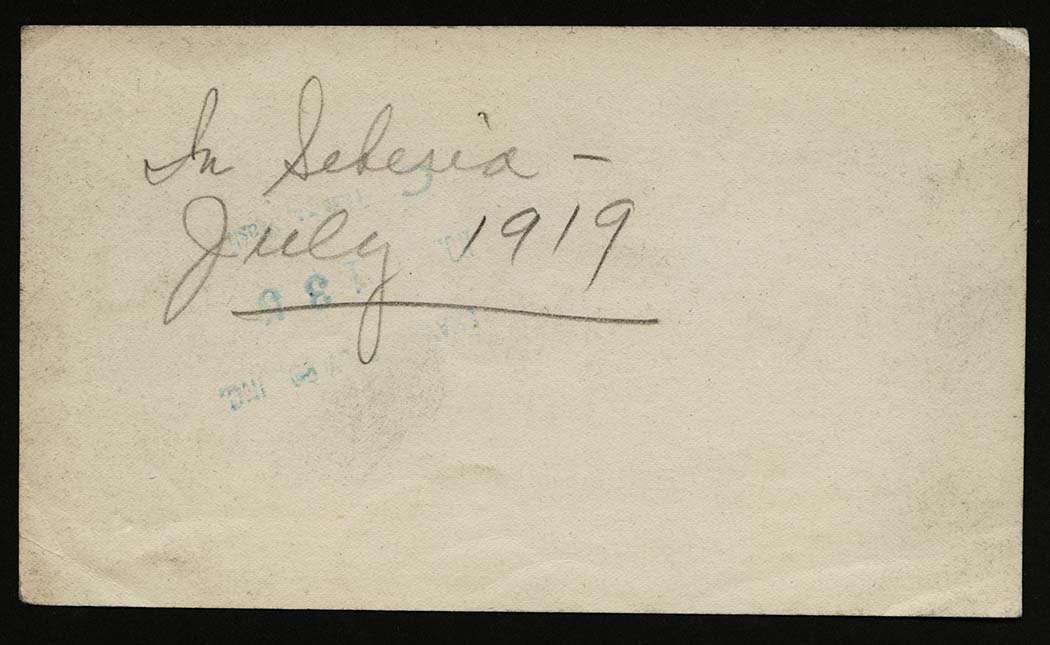 In Seberia -
July 1919